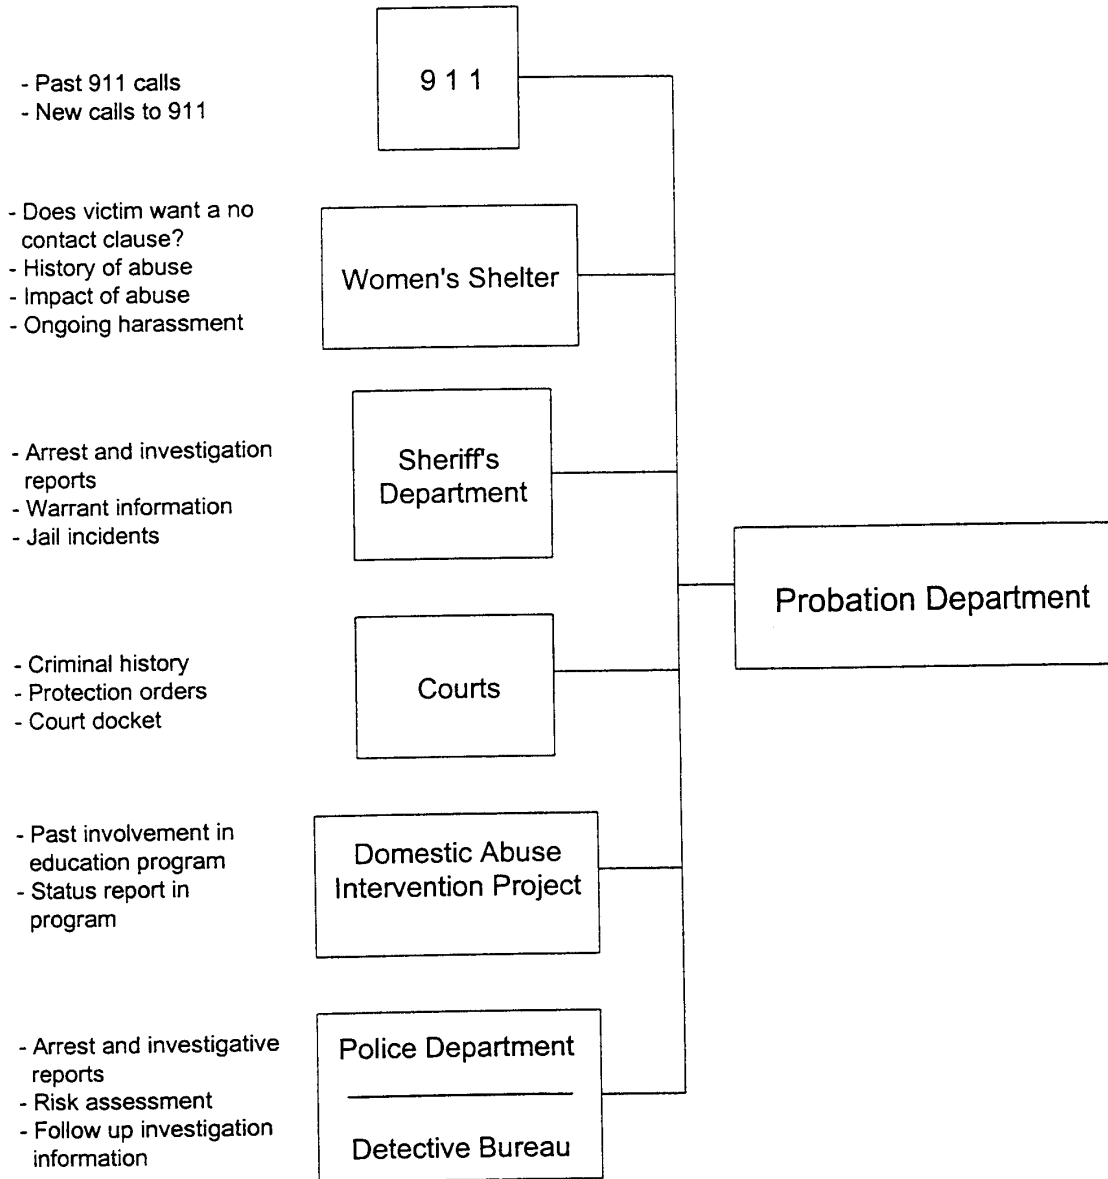 - Past 911 calls
- New calls to 911
9 1 1
- Does victim want a no
contact clause?
- History of abuse
- Impact of abuse
- Ongoing harassment
Women's Shelter
- Arrest and investigation
reports
- Warrant information
- Jail incidents
Sheriff's
Department
Probation Department
- Criminal history
- Protection orders
- Court docket
Courts
- Past involvement in
education program
- Status report in
program
Domestic Abuse
Intervention Project
- Arrest and investigative
reports
- Risk assessment
- Follow up investigation
information
Police Department
Detective Bureau